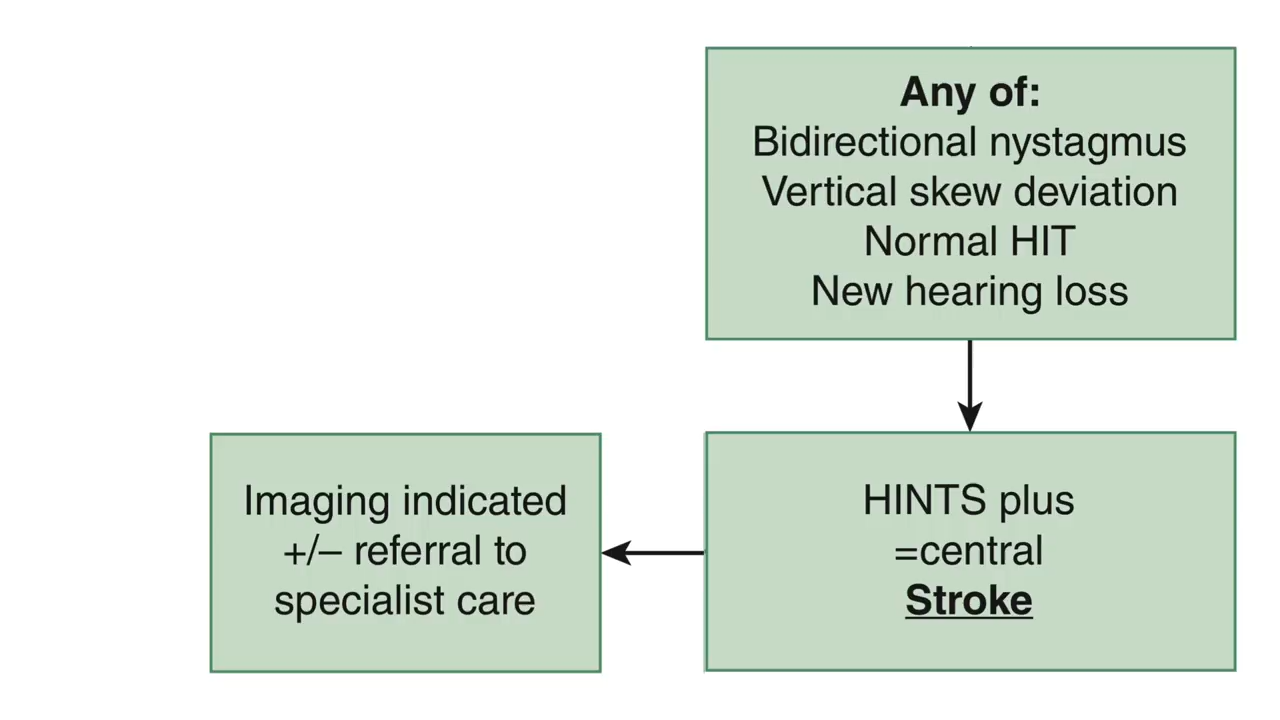 Any of:
Bidirectional nystagmus
Vertical skew deviation
Normal HIT
New hearing loss
HINTS plus
=central
Stroke
Imaging indicated
+/– referral to
specialist care